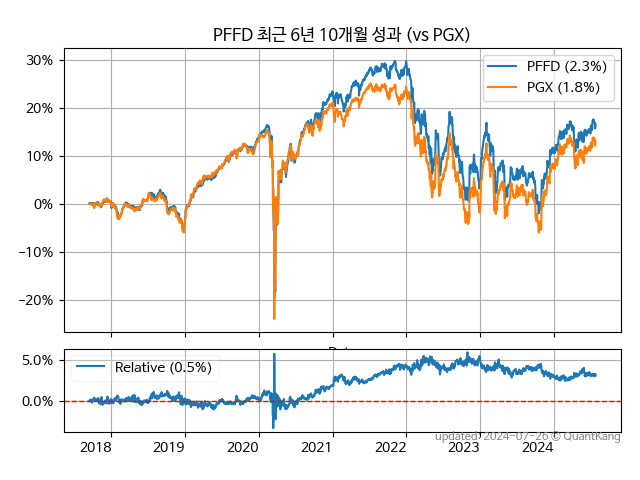 PFFD 최근 6년 10개월 성과 (vs PGX)
30%
20%
10%
0%
−10%
−20%
PFFD (2.3%)
PGX (1.8%)
5.0%
0.0%
Relative (0.5%)
2018 2019 2020 2021 2022 2023 2024
updated: 2024-07-26 © QuantKang